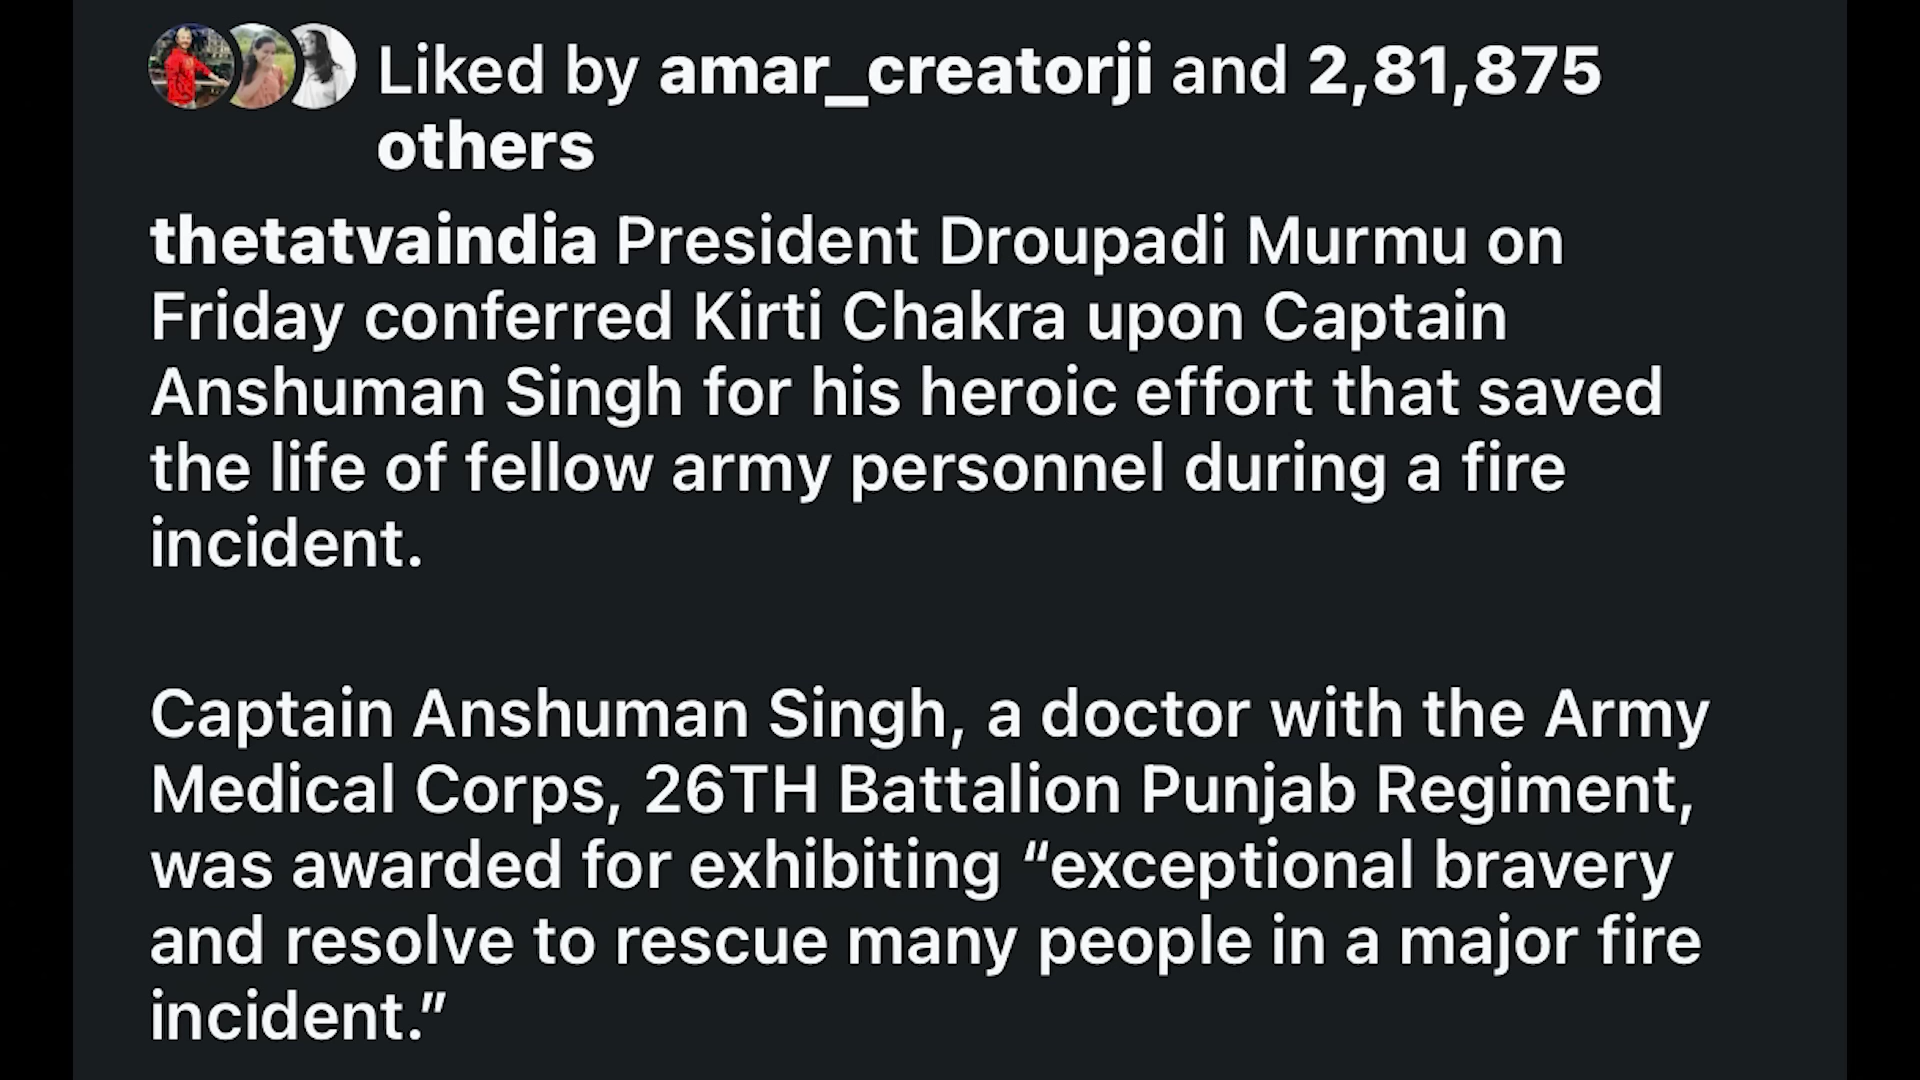 Liked by amar_creatorji and 2,81,875
others
thetatvaindia President Droupadi Murmu on
Friday conferred Kirti Chakra upon Captain
Anshuman Singh for his heroic effort that saved
the life of fellow army personnel during a fire
incident.
Captain Anshuman Singh, a doctor with the Army
Medical Corps, 26TH Battalion Punjab Regiment,
was awarded for exhibiting “exceptional bravery
and resolve to rescue many people in a major fire
incident.”